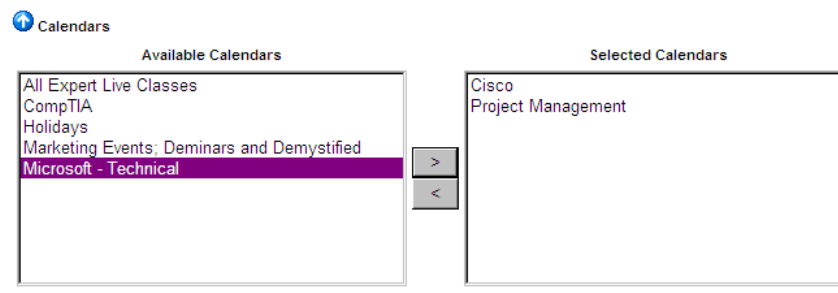 Calendars
Available Calendars
Selected Calendars
All Expert Live Classes
CompTIA
Holidays
Marketing Events; Deminars and Demystified
Microsoft - Technical
>
<
Cisco
Project Management